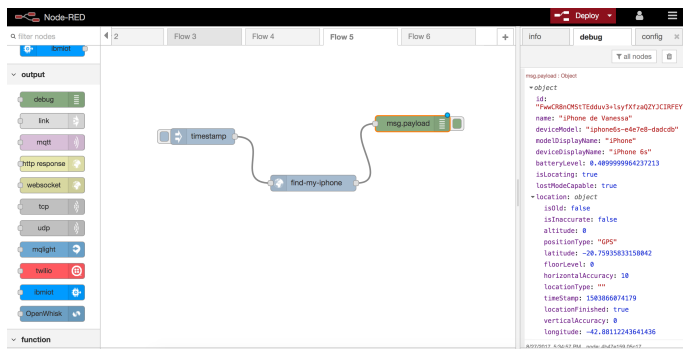 Node-RED
Deploy
filter nodes
2
Flow 3
Flow 4
Flow 5
Flow 6
+
info
debug
config
ibmiot
output
debug
link
mqtt
http response
websocket
tcp
udp
mqlight
twilio
ibmiot
OpenWhisk
function
timestamp
find-my-iphone
msg.payload
all nodes
msg.payload : Object
object
id:
name: "iPhone de Vanessa"
deviceModel: "iphone6s-e4e7e8-dadcdb"
modelDisplayName: "iPhone"
deviceDisplayName: "iPhone 6s"
batteryLevel: 0.4099999964237213
isLocating: true
lostModeCapable: true
location: object
isOld: false
isInaccurate: false
altitude: 0
positionType: "GPS"
latitude: -20.75935833158042
floorLevel: 0
horizontalAccuracy: 10
locationType: ""
timeStamp: 1503866074179
locationFinished: true
verticalAccuracy: 0
longitude: -42.88112243641436